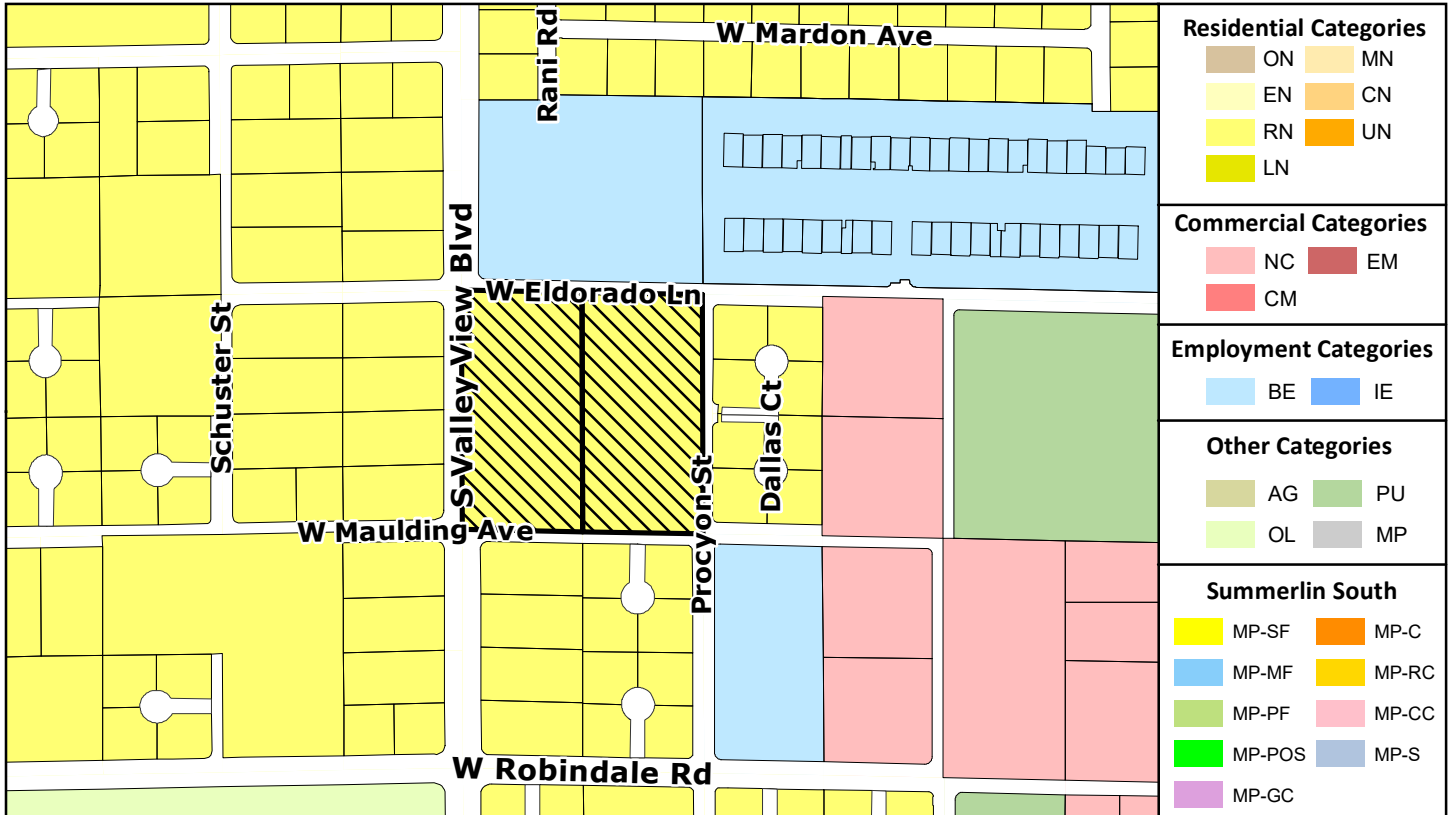 W Mardon Ave
Rani Rd
S Valley View Blvd
W Eldorado Ln
Schuster St
Dallas Ct
Procyon St
W Maulding Ave
W Robindale Rd
Residential Categories
ON MN
EN CN
RN UN
LN
Commercial Categories
NC EM
CM
Employment Categories
BE IE
Other Categories
AG PU
OL MP
Summerlin South
MP-SF MP-C
MP-MF MP-RC
MP-PF MP-CC
MP-POS MP-S
MP-GC